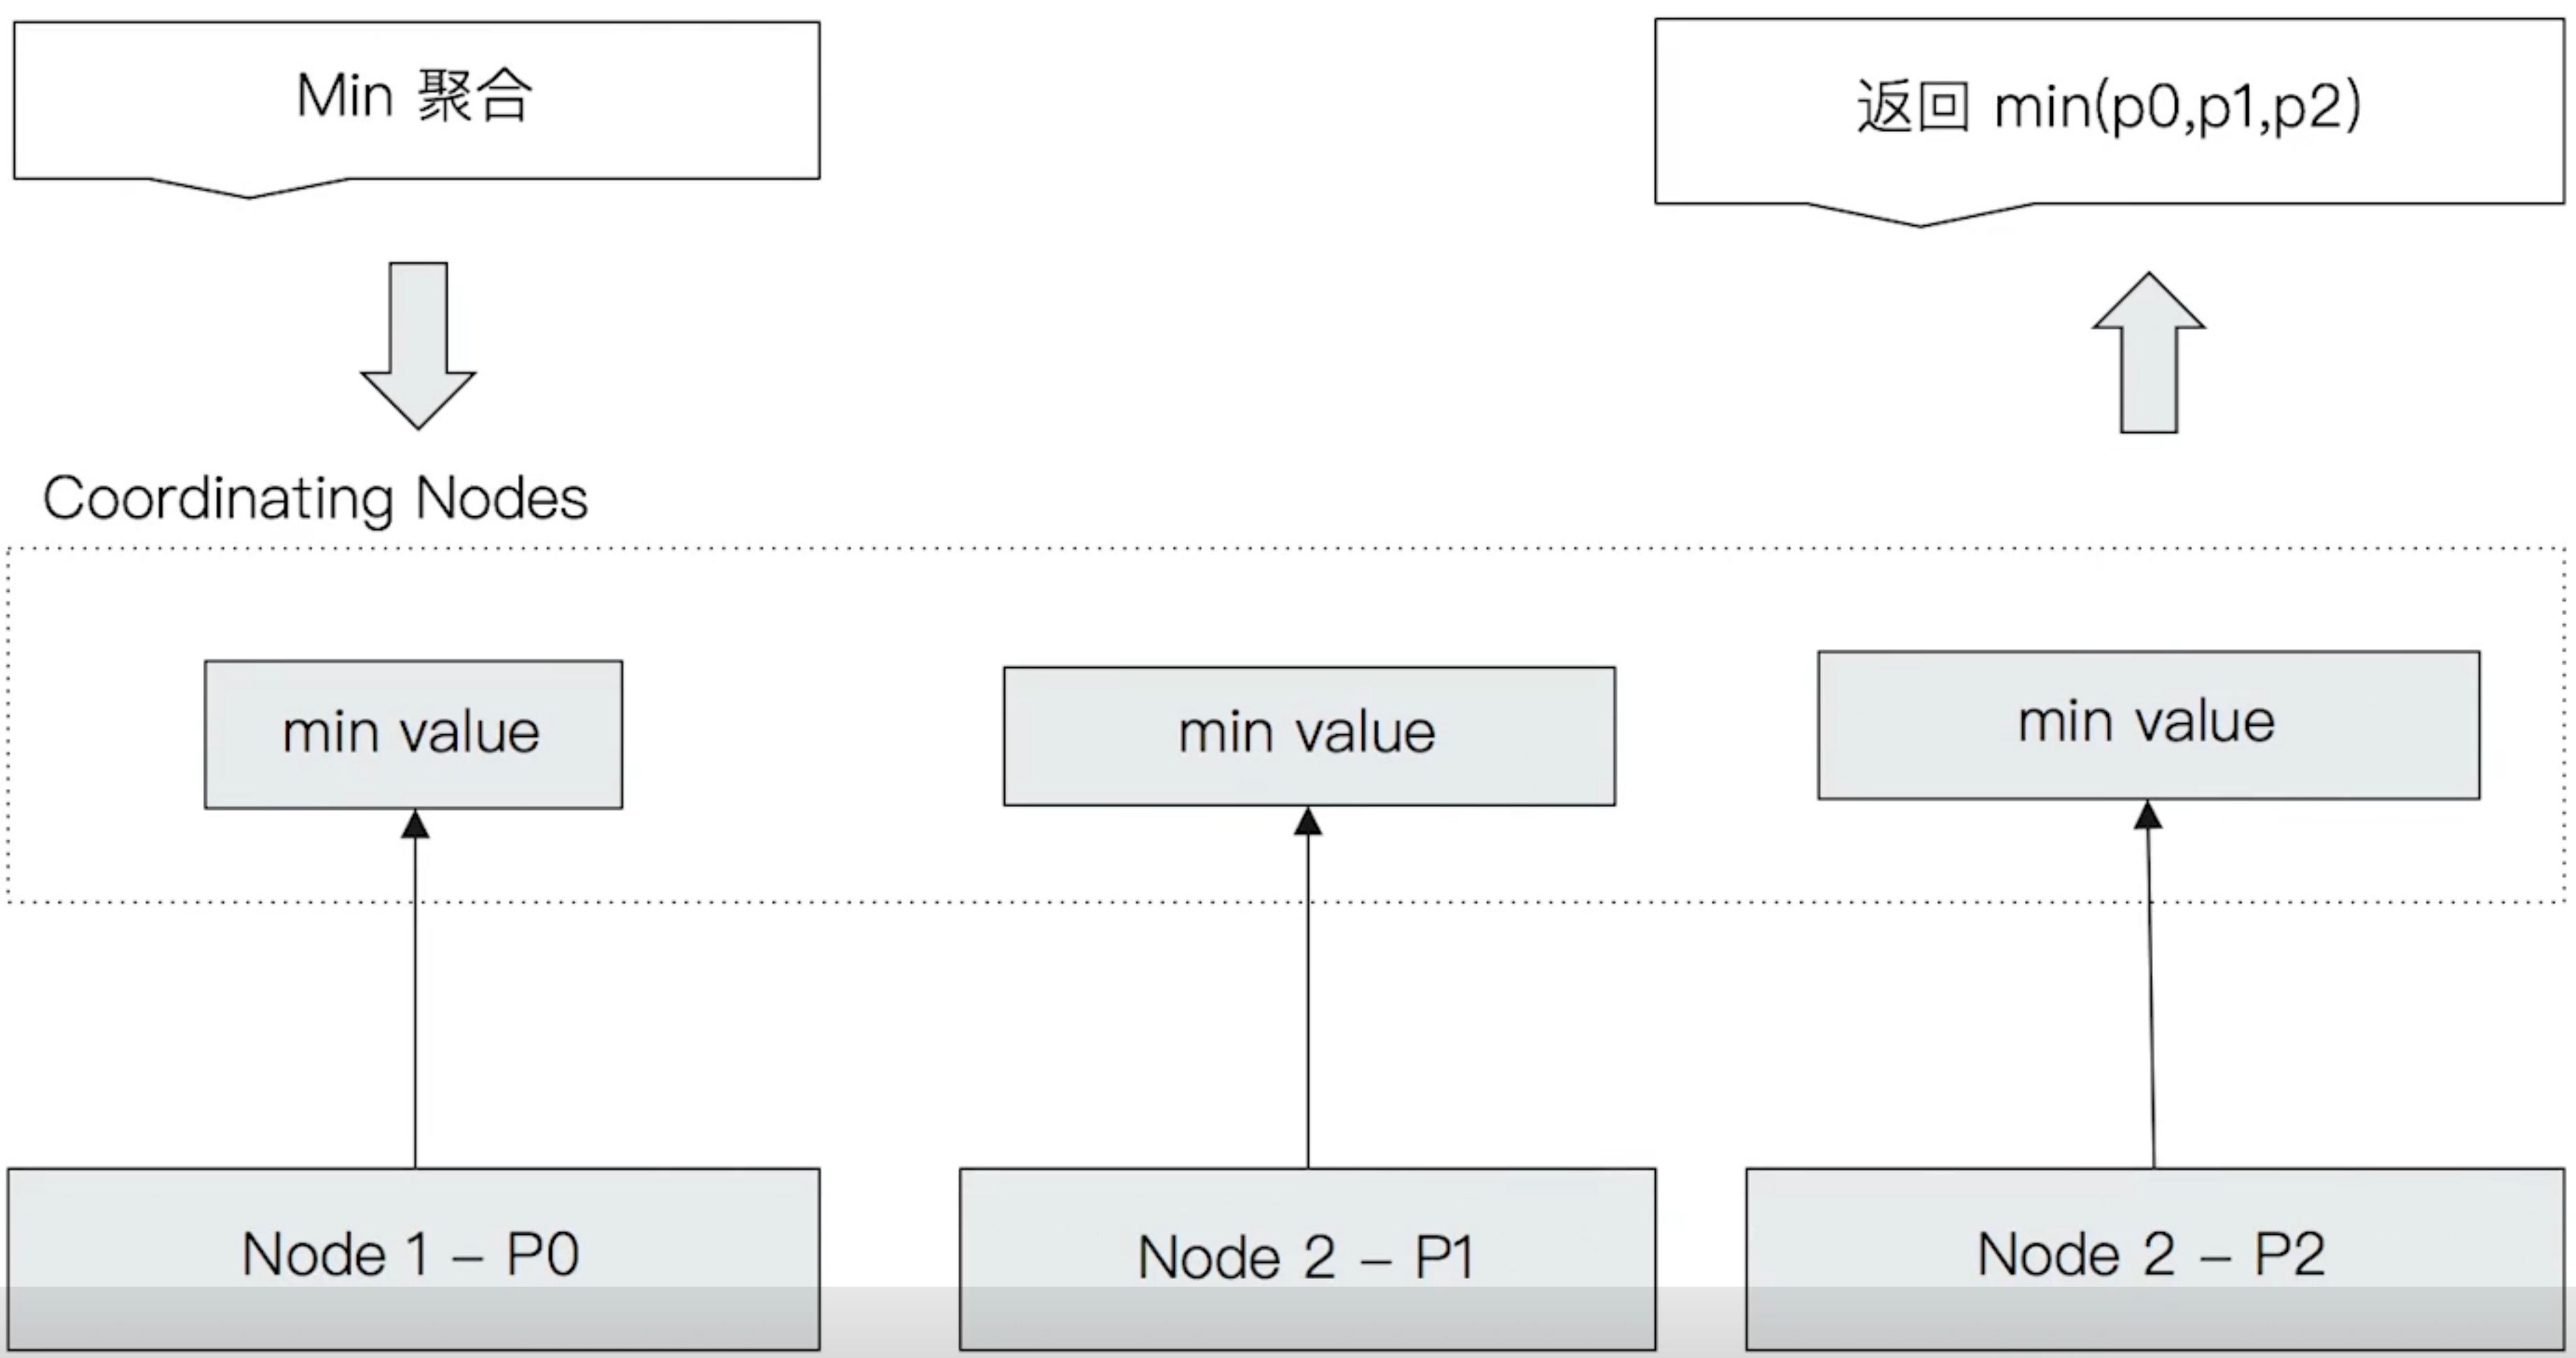 Min 聚合
返回 min(p0,p1,p2)
Coordinating Nodes
min value
min value
min value
Node 1 – P0
Node 2 – P1
Node 2 – P2